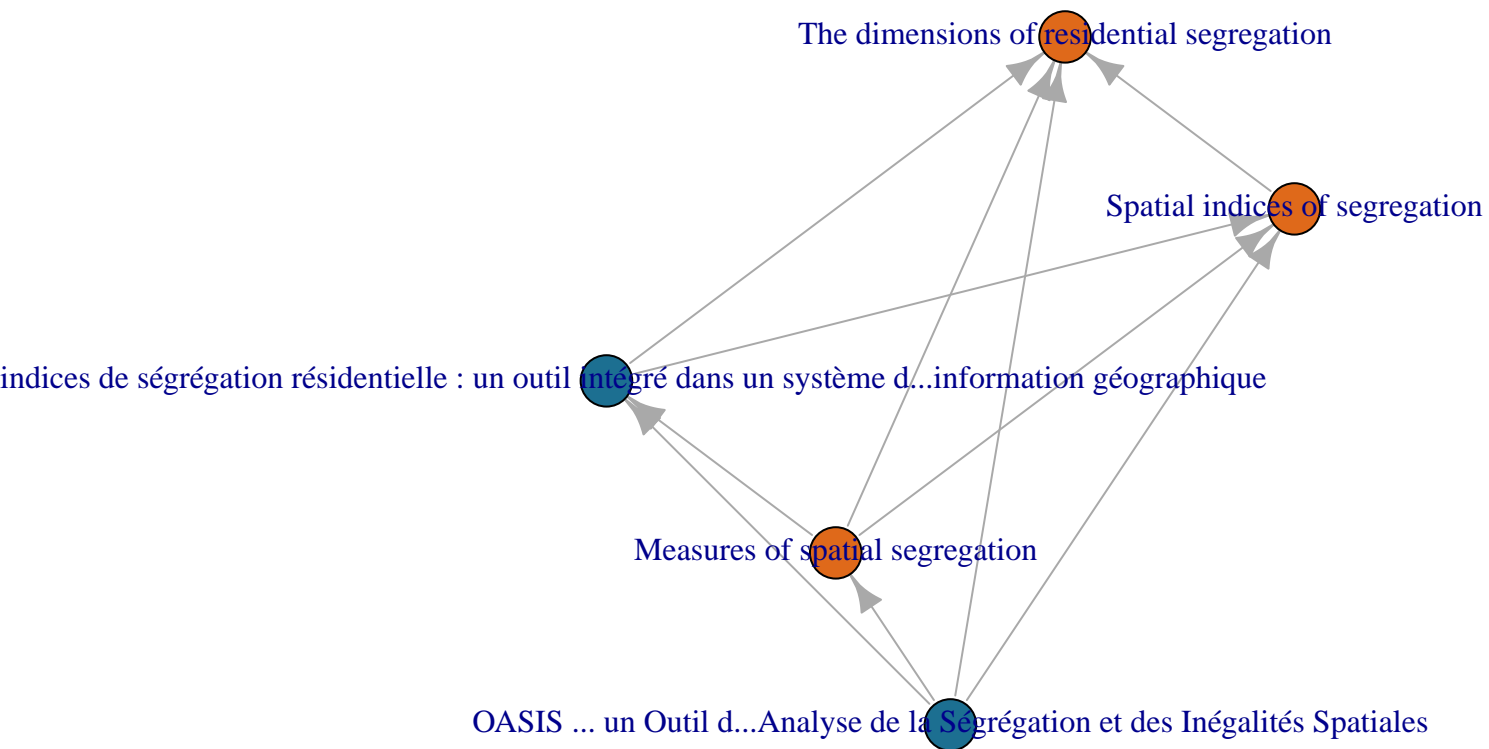 The dimensions of residential segregation
Spatial indices of segregation
indices de ségrégation résidentielle : un outil intégré dans un système d...information géographique
Measures of spatial segregation
OASIS ... un Outil d...Analyse de la Ségrégation et des Inégalités Spatiales